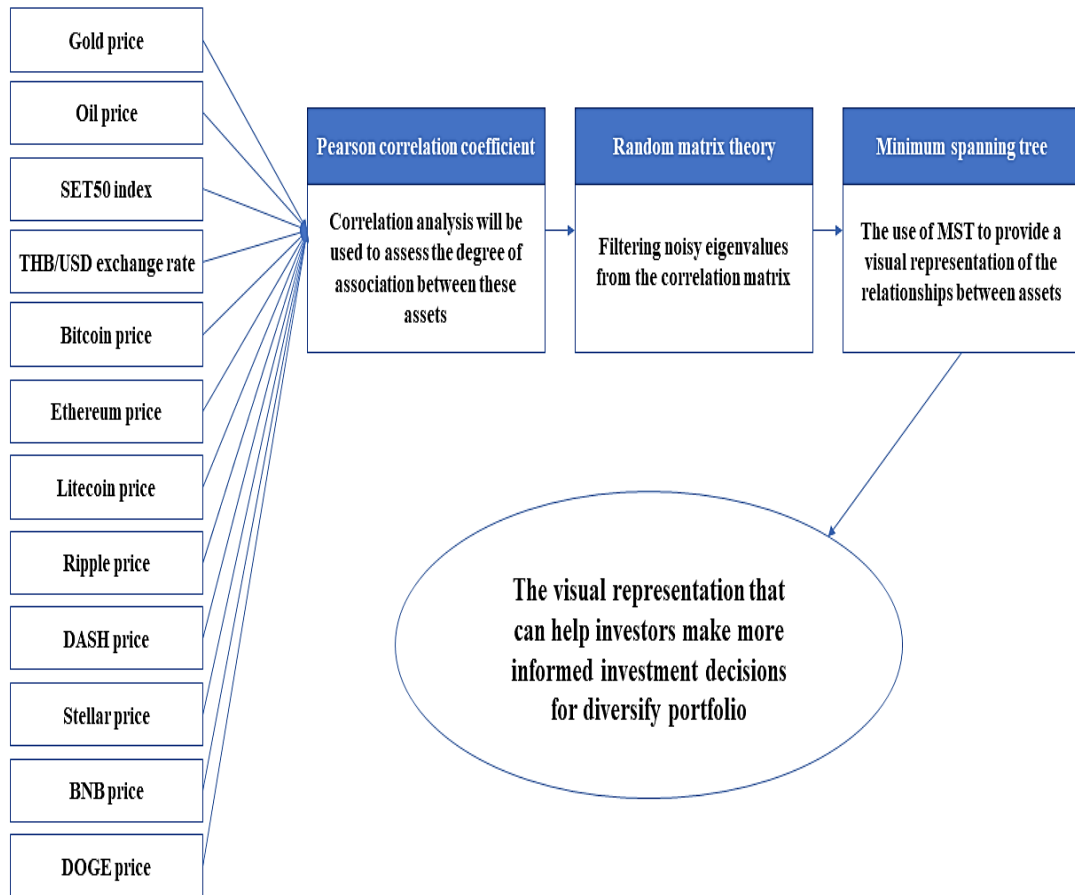 Gold price
Oil price
SET50 index
THB/USD exchange rate
Bitcoin price
Ethereum price
Litecoin price
Ripple price
DASH price
Stellar price
BNB price
DOGE price
Pearson correlation coefficient
Correlation analysis will be
used to assess the degree of
association between these
assets
Random matrix theory
Filtering noisy eigenvalues
from the correlation matrix
Minimum spanning tree
The use of MST to provide a
visual representation of the
relationships between assets
The visual representation that
can help investors make more
informed investment decisions
for diversify portfolio